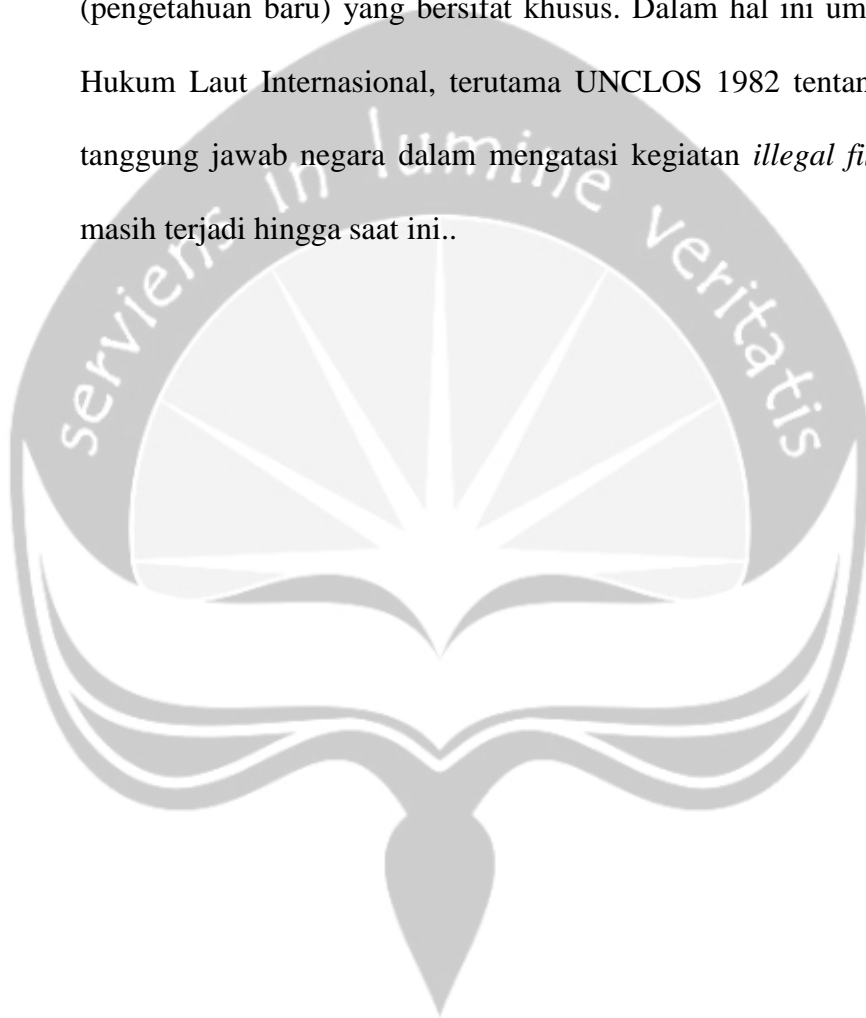 (pengetahuan baru) yang bersifat khusus. Dalam hal ini um
Hukum Laut Internasional, terutama UNCLOS 1982 tentan
tanggung jawab negara dalam mengatasi kegiatan illegal fi
masih terjadi hingga saat ini..
serviens in lumine veritatis